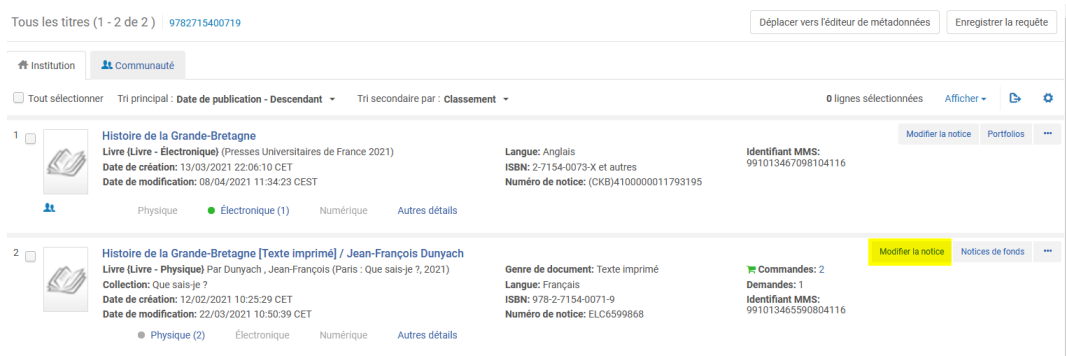 Tous les titres (1 - 2 de 2 ) 9782715400719 Déplacer vers l'éditeur de métadonnées Enregistrer la requête
Institution Communauté
Tout sélectionner Tri principal : Date de publication - Descendant Tri secondaire par : Classement 0 lignes sélectionnées Afficher
1 Histoire de la Grande-Bretagne Modifier la notice Portfolios ...
Livre {Livre - Électronique} (Presses Universitaires de France 2021) Langue: Anglais Identifiant MMS:
Date de création: 13/03/2021 22:06:10 CET ISBN: 2-7154-0073-X et autres 991013467098104116
Date de modification: 08/04/2021 11:34:23 CEST Numéro de notice: (CKB)4100000011793195
Physique Électronique (1) Numérique Autres détails
2 Histoire de la Grande-Bretagne [Texte imprimé] / Jean-François Dunyach Modifier la notice Notices de fonds ...
Livre {Livre - Physique} Par Dunyach , Jean-François (Paris : Que sais-je ?, 2021) Genre de document: Texte imprimé Commandes: 2
Collection: Que sais-je ? Langue: Français Demandes: 1
Date de création: 12/02/2021 10:25:29 CET ISBN: 978-2-7154-0071-9 Identifiant MMS:
Date de modification: 22/03/2021 10:50:39 CET Numéro de notice: ELC6599868 991013465590804116
Physique (2) Électronique Numérique Autres détails